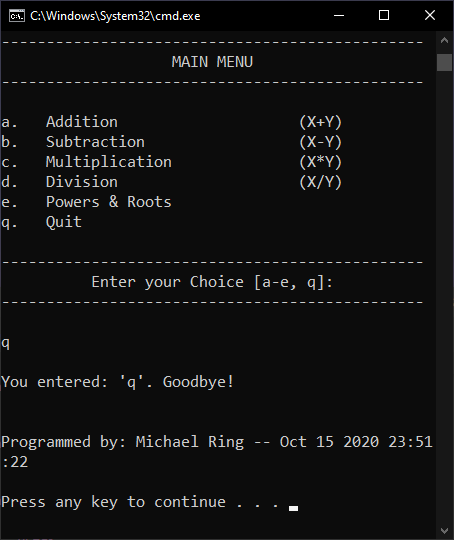 C:\Windows\System32\cmd.exe
-----------------------------------------------
MAIN MENU
-----------------------------------------------
a. Addition (X+Y)
b. Subtraction (X-Y)
c. Multiplication (X*Y)
d. Division (X/Y)
e. Powers & Roots
q. Quit
-----------------------------------------------
Enter your Choice [a-e, q]:
-----------------------------------------------
q
You entered: 'q'. Goodbye!
Programmed by: Michael Ring -- Oct 15 2020 23:51
:22
Press any key to continue . . .